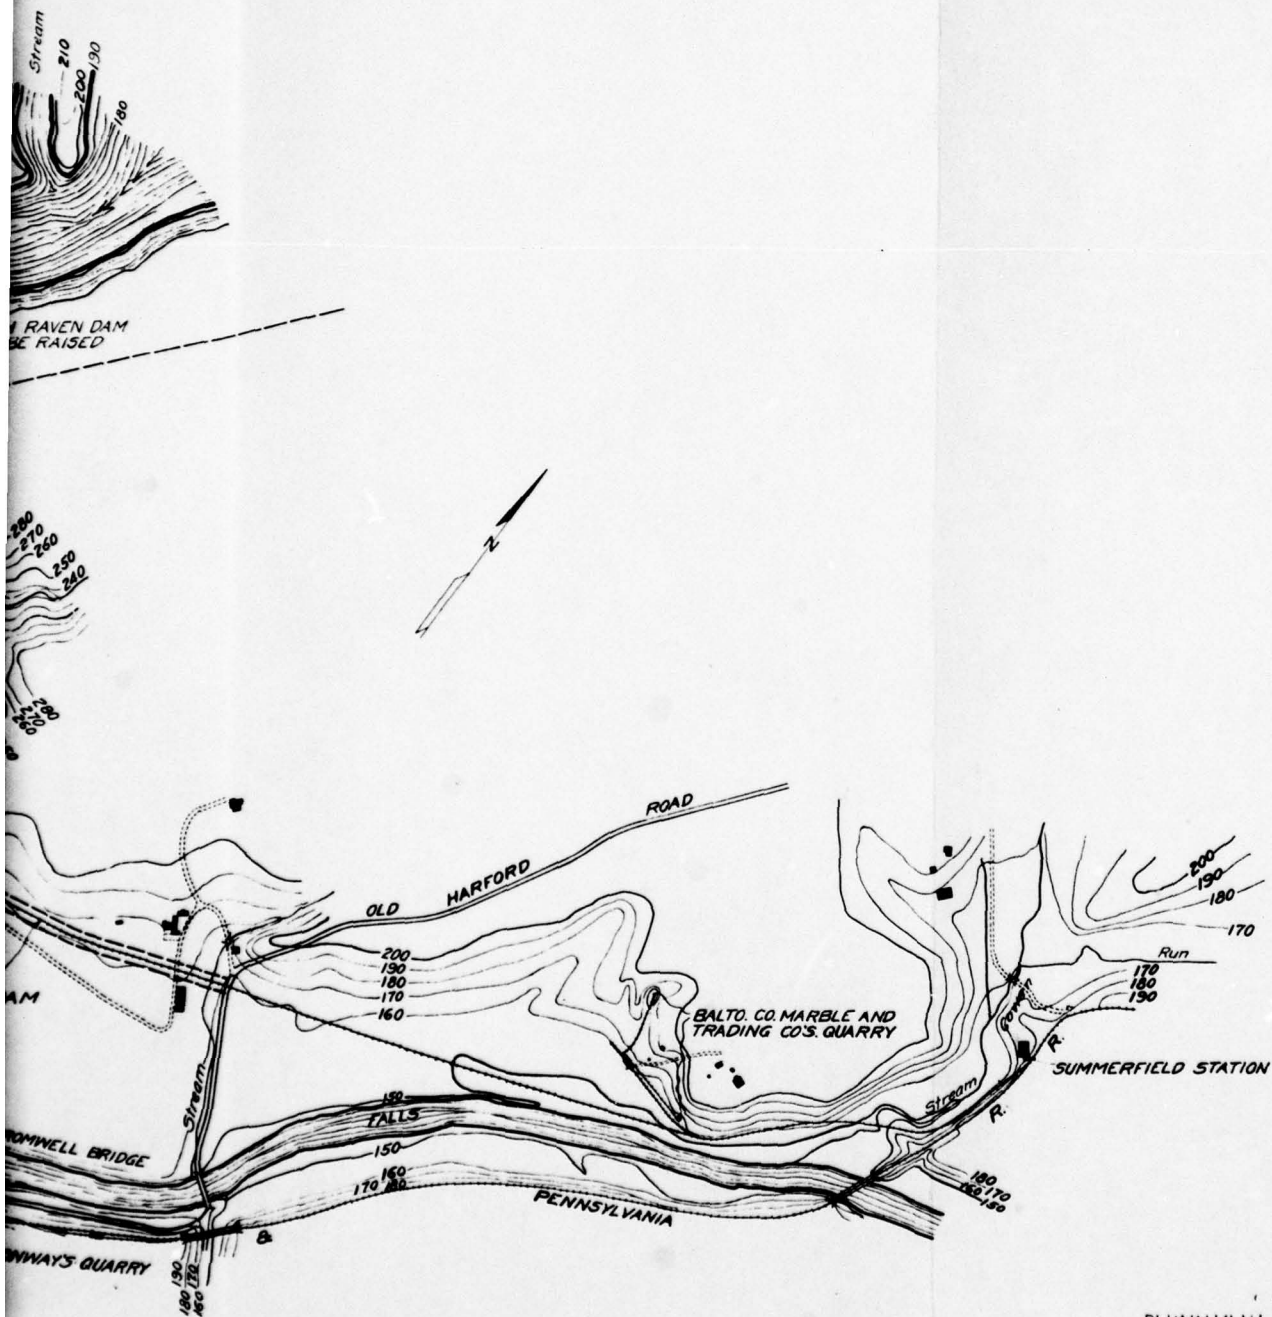 Stream
210
200
190
180
RAVEN DAM
BE RAISED
N
280
270
260
250
240
ROAD
HARFORD
OLD
200
190
180
170
160
BALTO. CO. MARBLE AND
TRADING CO'S. QUARRY
200
190
180
170
Run
170
180
190
SUMMERFIELD STATION
R.
R.
Stream
Stream
AM
150
FALLS
150
160
170 180
OMWELL BRIDGE
PENNSYLVANIA
&
180
160 170
150
NWAY'S QUARRY
190
180 170
160